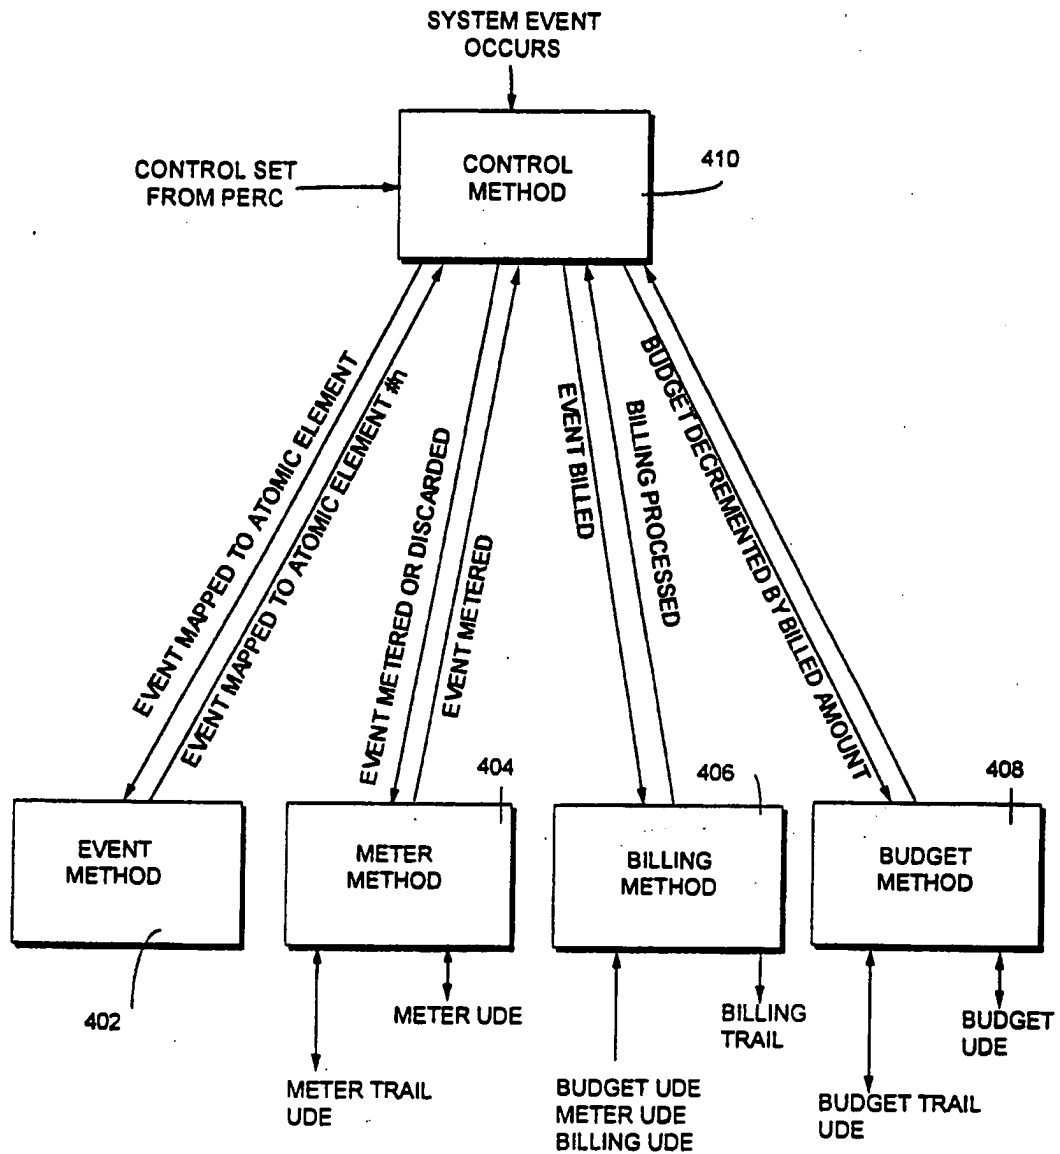 SYSTEM EVENT
OCCURS
CONTROL SET
FROM PERC
CONTROL
METHOD
410
EVENT MAPPED TO ATOMIC ELEMENT
EVENT MAPPED TO ATOMIC ELEMENT #n
EVENT METERED OR DISCARDED
EVENT METERED
EVENT BILLED
BILLING PROCESSED
BUDGET DECREMENTED BY BILLED AMOUNT
404
406
408
EVENT
METHOD
METER
METHOD
BILLING
METHOD
BUDGET
METHOD
402
METER UDE
BILLING
TRAIL
BUDGET
UDE
METER TRAIL
UDE
BUDGET UDE
METER UDE
BILLING UDE
BUDGET TRAIL
UDE